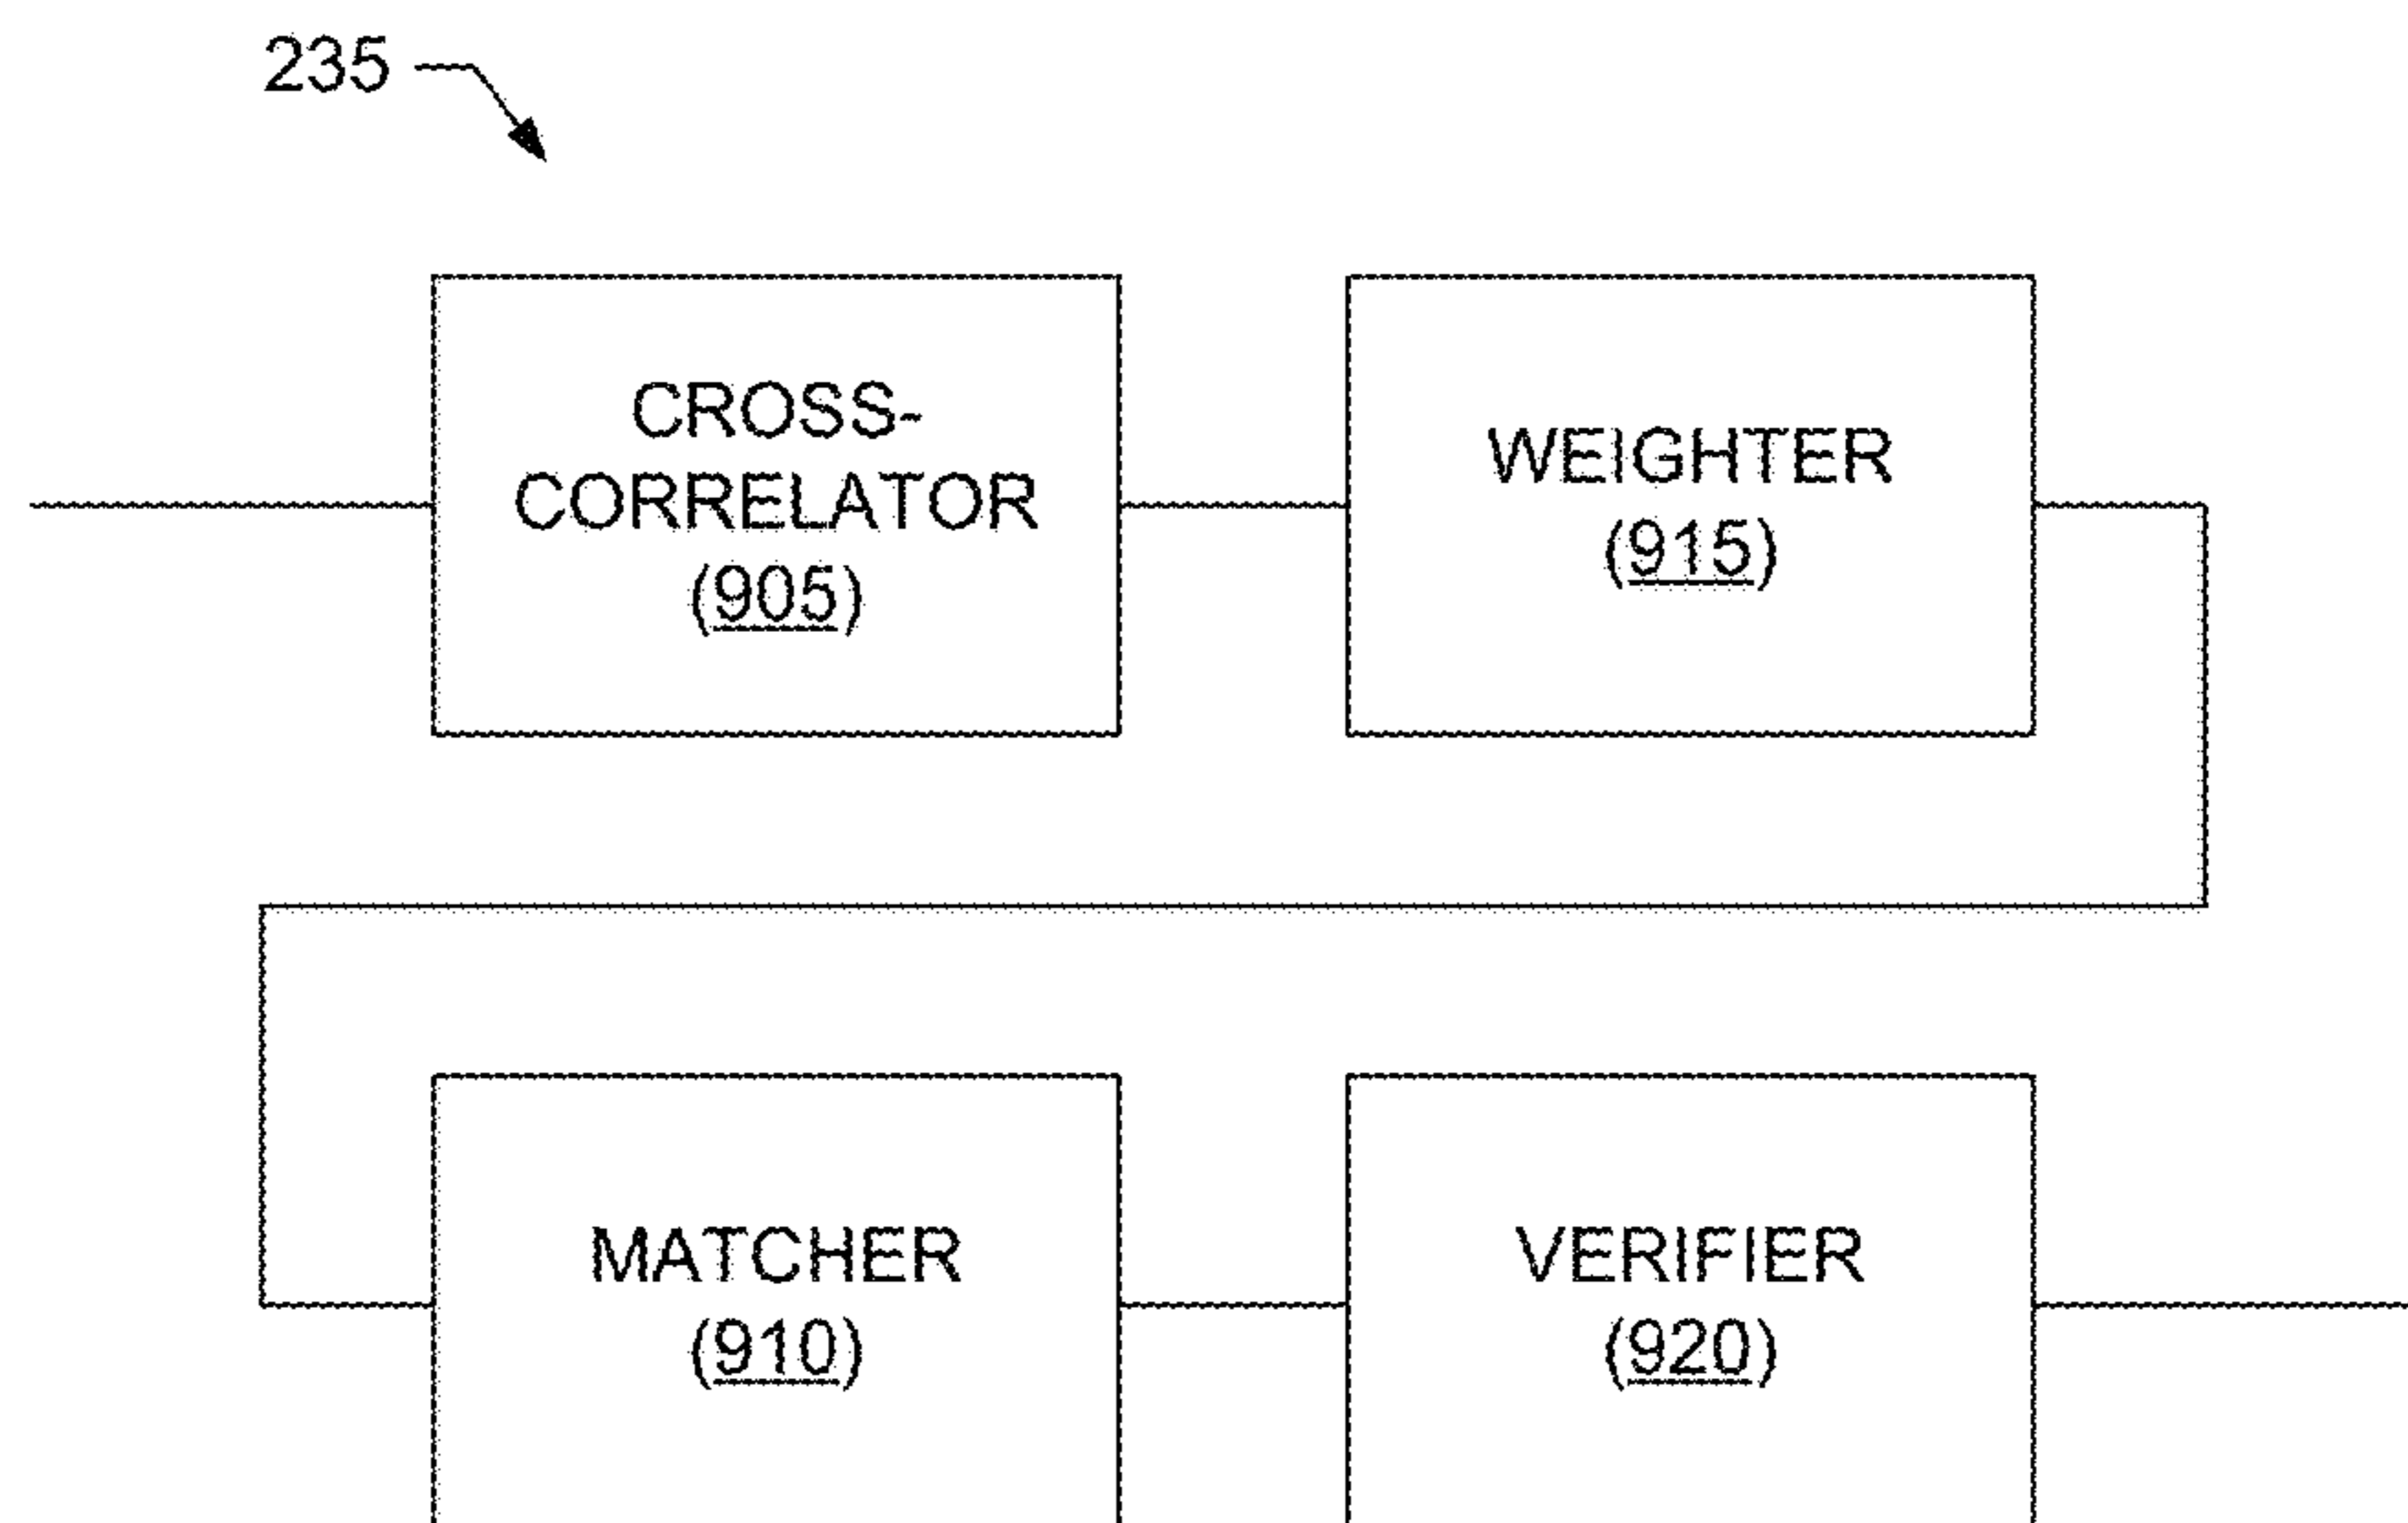 235
CROSS-
CORRELATOR
(905)
WEIGHTER
(915)
MATCHER
(910)
VERIFIER
(920)